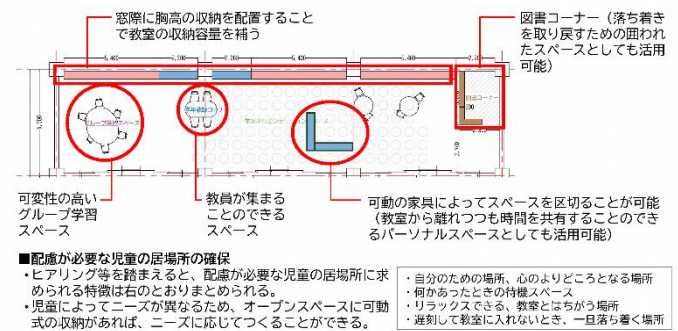 窓際に胸高の収納を配置すること
で教室の収納容量を補う
図書コーナー（落ち着き
を取り戻すための囲われ
たスペースとしても活用
可能）
図書コーナー
グループ学習スペース
可変性の高い
グループ学習
スペース
教員が集まる
ことのできる
スペース
可動の家具によってスペースを区切ることが可能
（教室から離れつつも時間を共有することのでき
るパーソナルスペースとしても活用可能）
■配慮が必要な児童の居場所の確保
・ヒアリング等を踏まえると、配慮が必要な児童の居場所に求
められる特徴は右のとおりまとめられる。
・児童によってニーズが異なるため、オープンスペースに可動
式の収納があれば、ニーズに応じてつくることができる。
・自分のための場所、心のよりどころとなる場所
・何かあったときの待機スペース
・リラックスできる、教室とはちがう場所
・遅刻して教室に入れないとき、一旦落ち着く場所